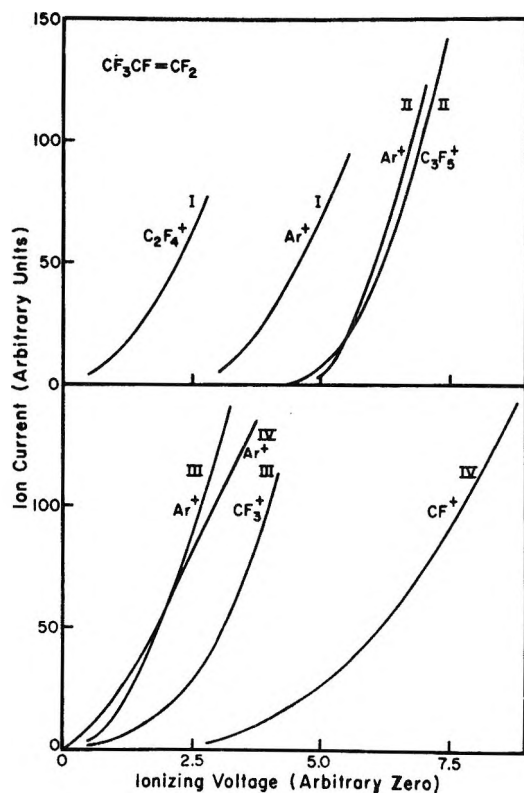 150
CF₃CF=CF₂
II II
100
Ar⁺ C₃F₅⁺
I I
C₂F₄⁺ Ar⁺
50
0
Ion Current (Arbitrary Units)
IV
III Ar⁺ III IV
100
Ar⁺ CF₃⁺ CF⁺
50
0
0 2.5 5.0 7.5
Ionizing Voltage (Arbitrary Zero)